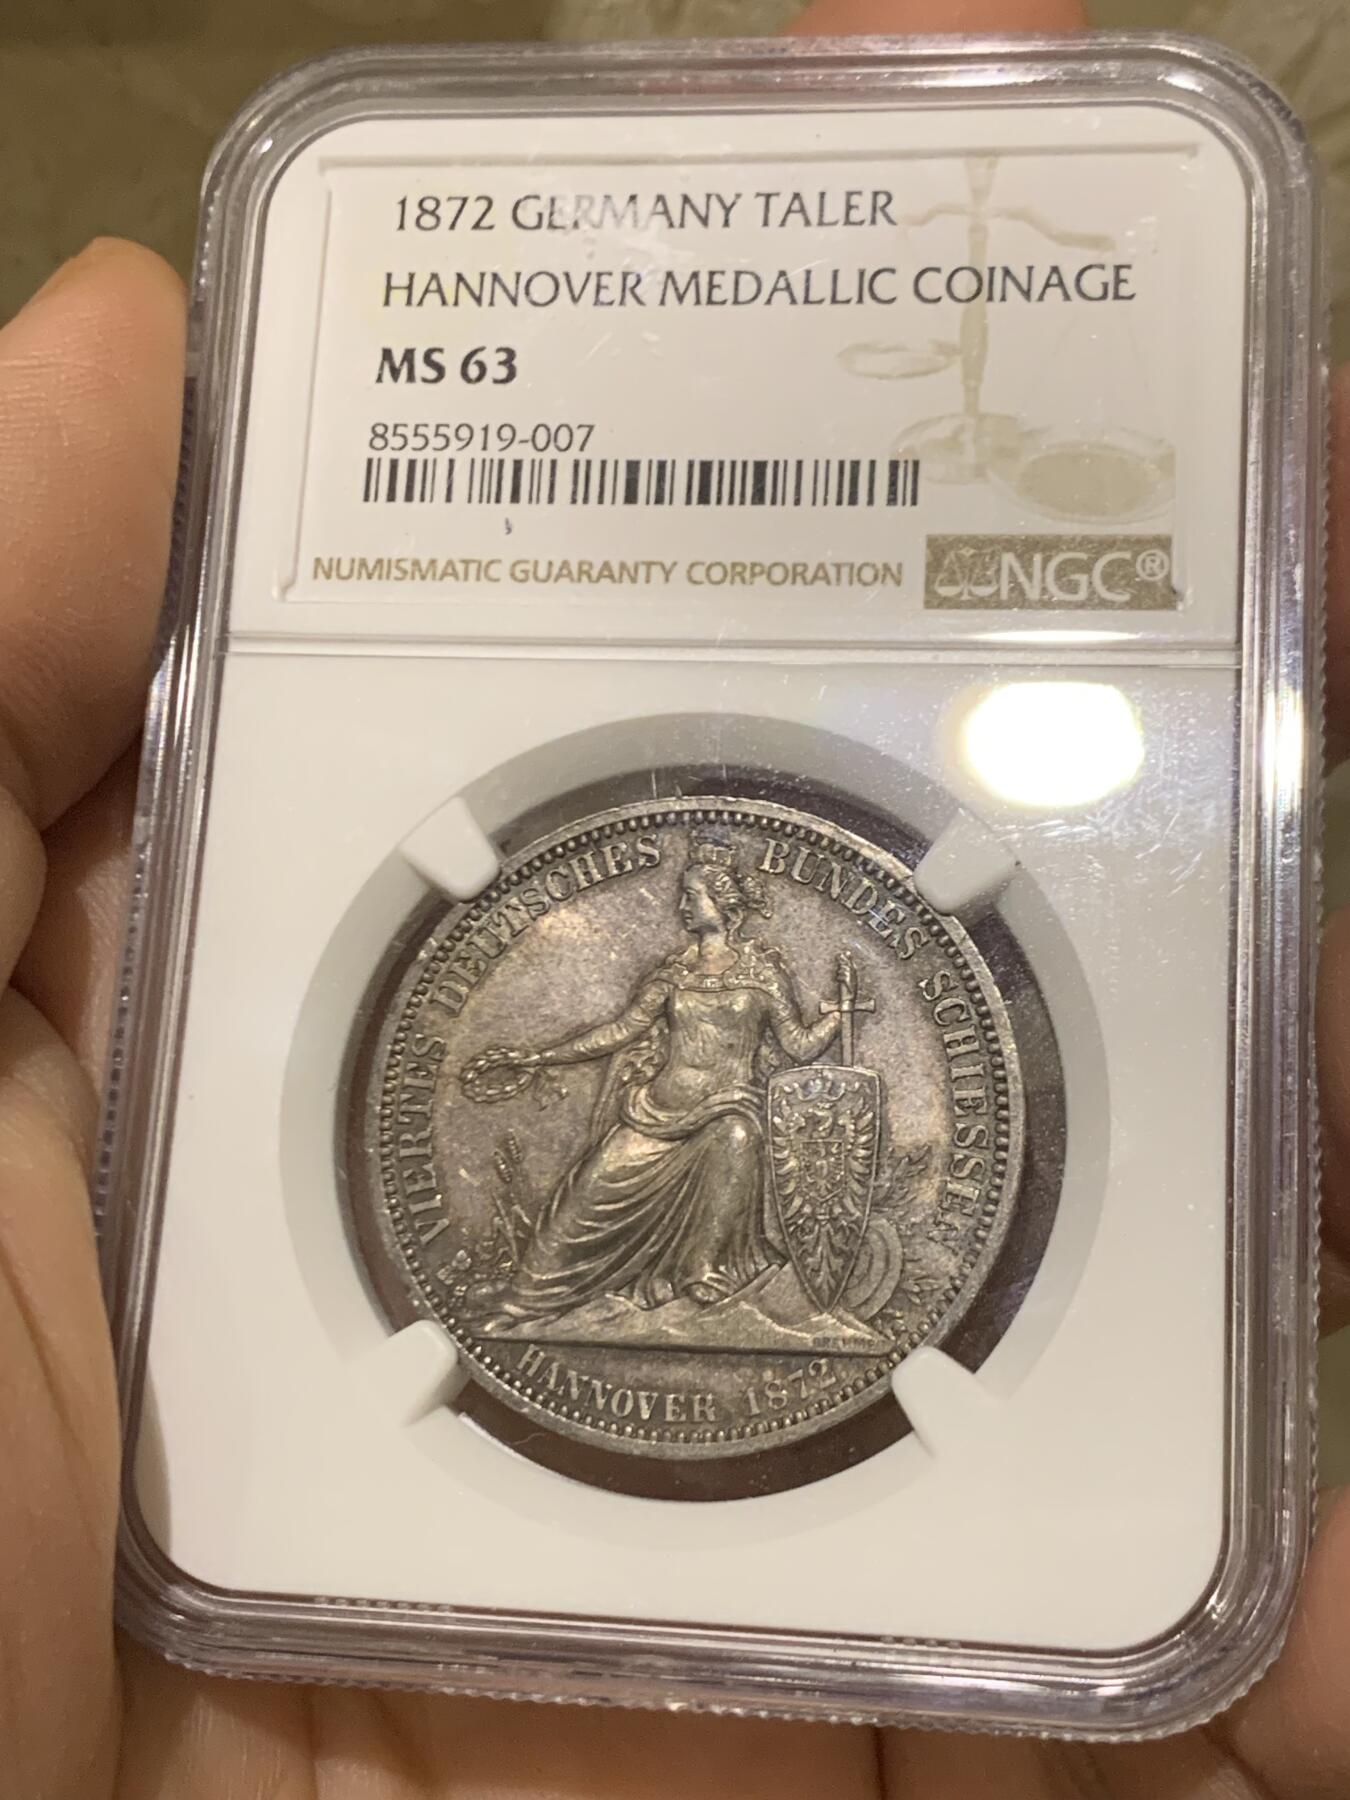 1872 GERMANY TALER
HANNOVER MEDALLIC COINAGE
MS 63
8555919-007
NUMISMATIC GUARANTY CORPORATION NGC®
VIERTES DEUTSCHES BUNDES SCHIESSEN
BREHMER
HANNOVER 1872